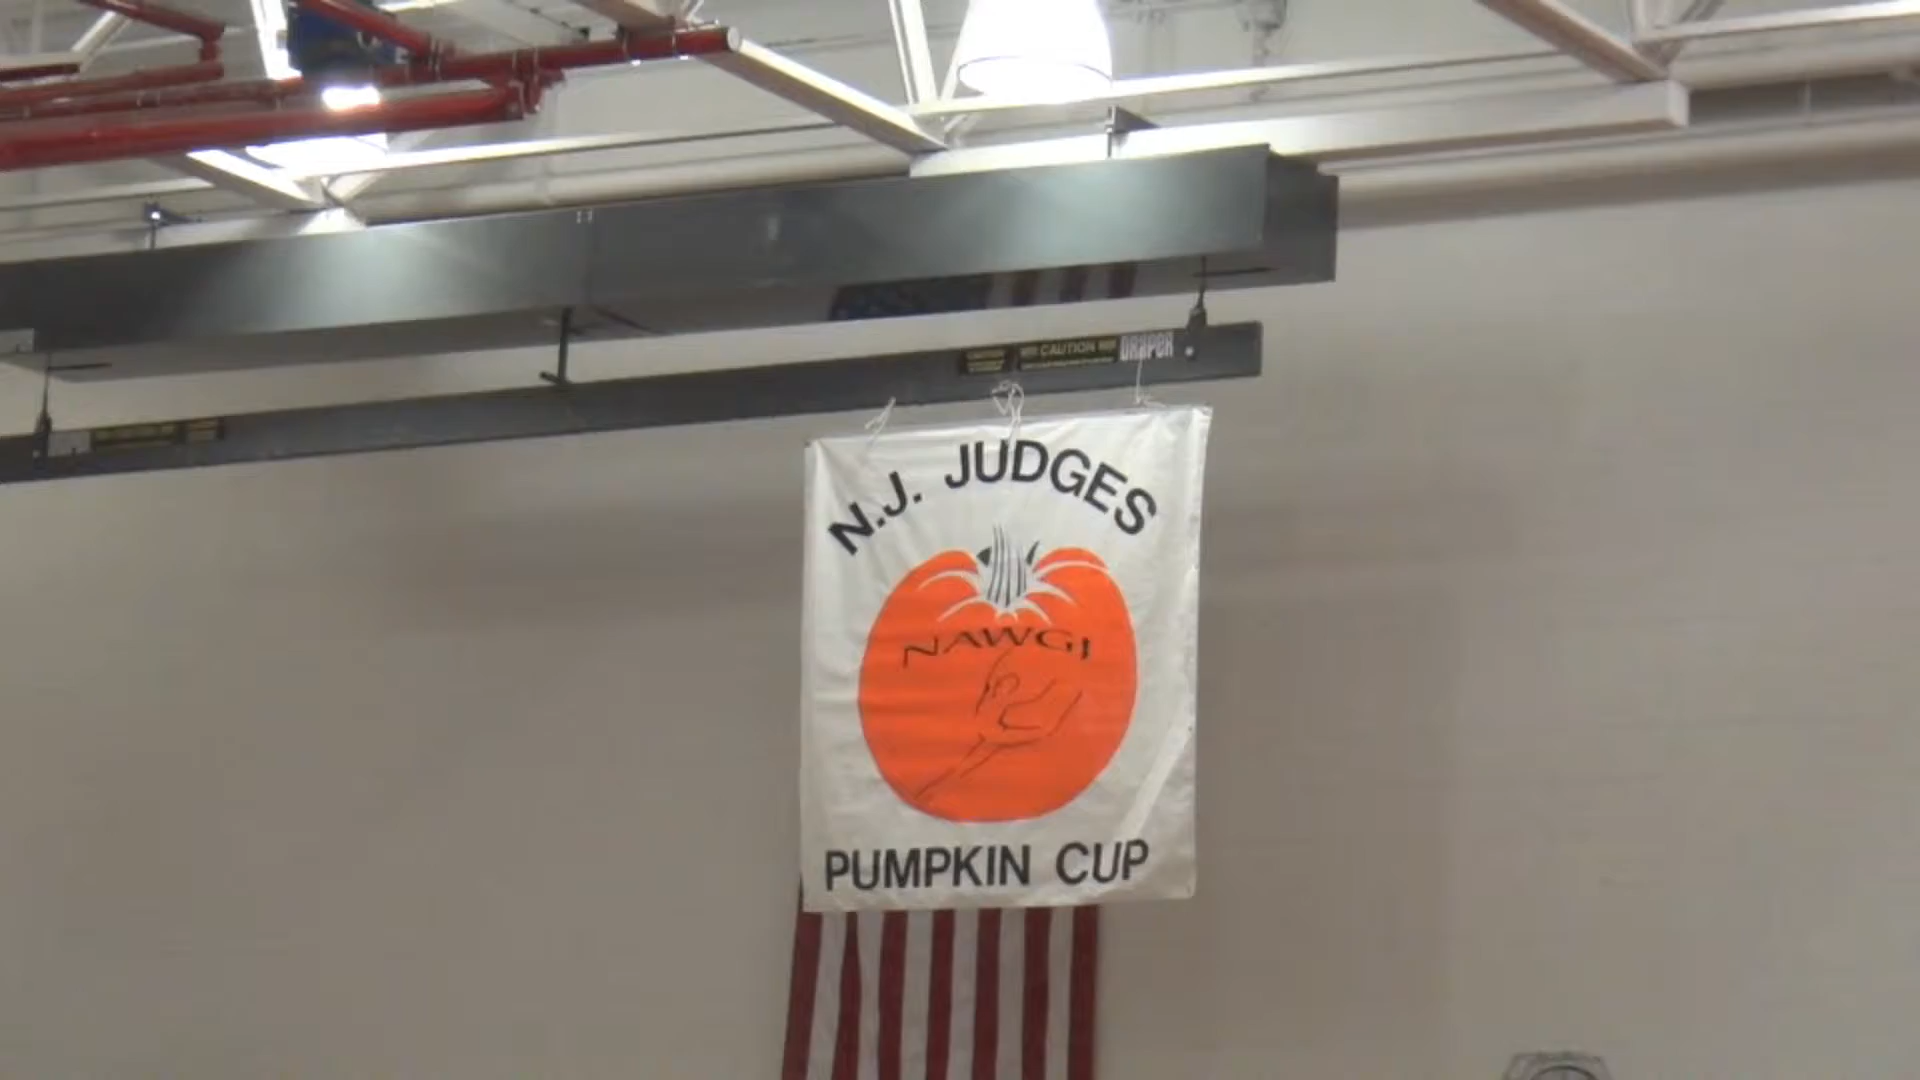 CAUTION
DRAPER
N.J. JUDGES
NAWGJ
PUMPKIN CUP